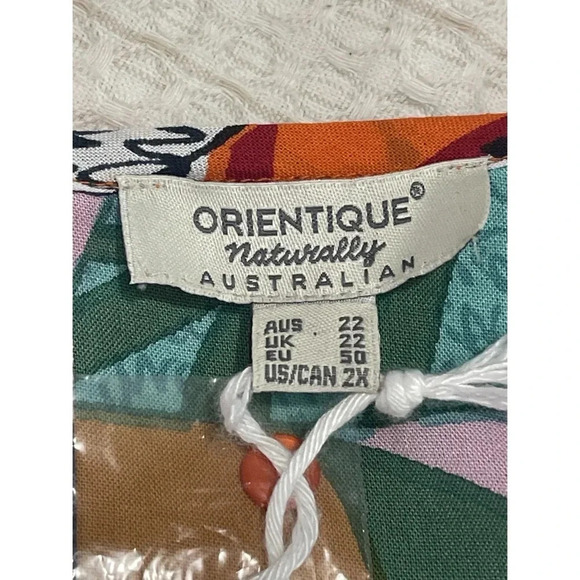 ORIENTIQUE®
naturally
AUSTRALIAN
AUS 22
UK 22
EU 50
US/CAN 2X